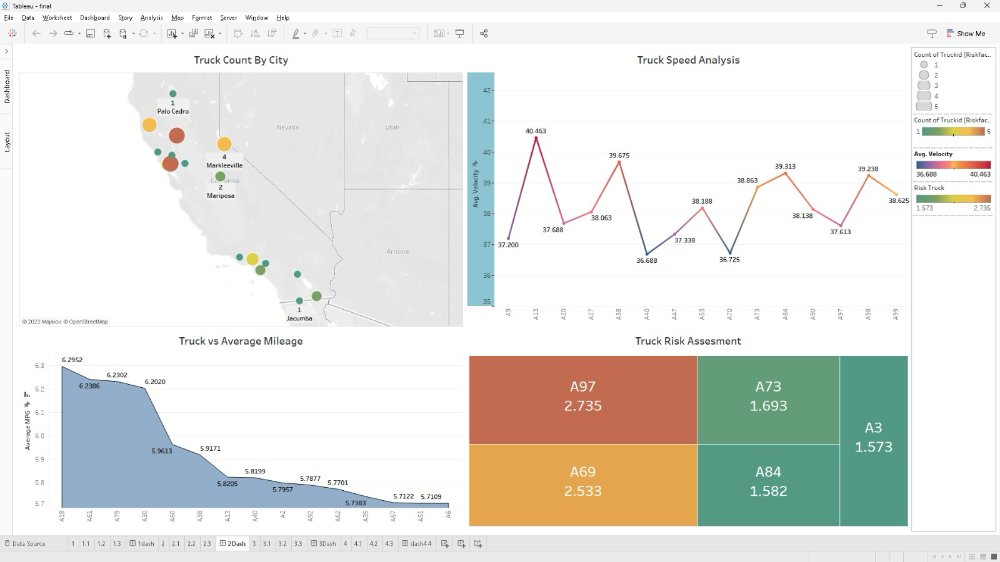 Tableau - final
File Data Worksheet Dashboard Story Analysis Map Format Server Window Help
Show Me
Dashboard
Layout
Truck Count By City
1
Palo Cedro
Nevada
Utah
4
Markleeville
California
2
Mariposa
Arizona
1
Jacumba
© 2023 Mapbox © OpenStreetMap
Truck Speed Analysis
Avg. Velocity
42
41
40
39
38
37
36
35
37.200
40.463
37.688
38.063
39.675
36.688
37.338
38.188
36.725
38.863
39.313
38.138
37.613
39.238
38.625
A9 A13 A20 A27 A38 A40 A47 A53 A70 A73 A84 A90 A97 A98 A99
Count of Truckid (Riskfac..
1
2
3
4
5
Count of Truckid (Riskfac..
1 5
Avg. Velocity
36.688 40.463
Risk Truck
1.573 2.735
Truck vs Average Mileage
Average MPG
6.3
6.2
6.1
6.0
5.9
5.8
5.7
6.2952
6.2386
6.2302
6.2020
5.9613
5.9171
5.8205
5.8199
5.7957
5.7877
5.7701
5.7383
5.7122
5.7109
A18 A61 A79 A30 A60 A38 A13 A40 A2 A92 A62 A35 A67 A51 A6
Truck Risk Assesment
A97
2.735
A69
2.533
A73
1.693
A84
1.582
A3
1.573
Data Source 1 1.1 1.2 1.3 1dash 2 2.1 2.2 2.3 2Dash 3 3.1 3.2 3.3 3Dash 4 4.1 4.2 4.3 dash44